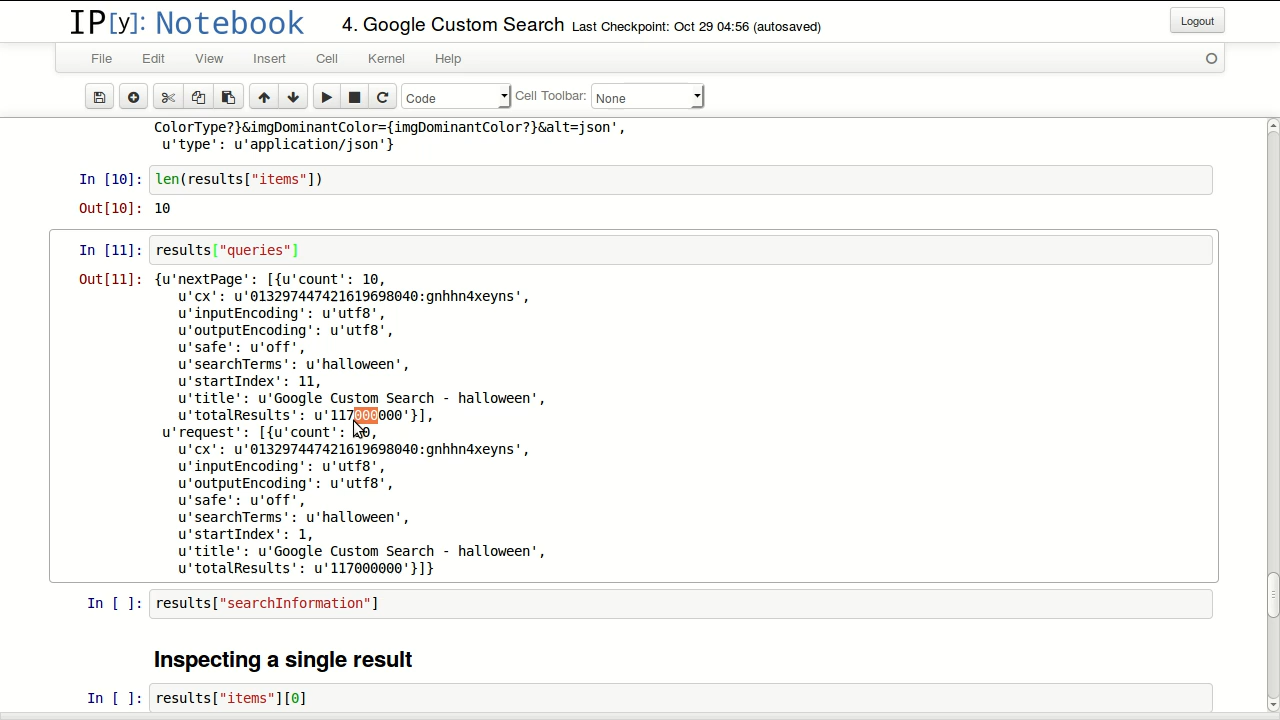 IP[y]: Notebook 4. Google Custom Search Last Checkpoint: Oct 29 04:56 (autosaved) Logout
File Edit View Insert Cell Kernel Help
Code Cell Toolbar: None
ColorType?}&imgDominantColor={imgDominantColor?}&alt=json',
u'type': u'application/json'}
In [10]: len(results["items"])
Out[10]: 10
In [11]: results["queries"]
Out[11]: {u'nextPage': [{u'count': 10,
u'cx': u'013297447421619698040:gnhhn4xeyns',
u'inputEncoding': u'utf8',
u'outputEncoding': u'utf8',
u'safe': u'off',
u'searchTerms': u'halloween',
u'startIndex': 11,
u'title': u'Google Custom Search - halloween',
u'totalResults': u'117000000'}],
u'request': [{u'count': 10,
u'cx': u'013297447421619698040:gnhhn4xeyns',
u'inputEncoding': u'utf8',
u'outputEncoding': u'utf8',
u'safe': u'off',
u'searchTerms': u'halloween',
u'startIndex': 1,
u'title': u'Google Custom Search - halloween',
u'totalResults': u'117000000'}]}
In [ ]: results["searchInformation"]
Inspecting a single result
In [ ]: results["items"][0]